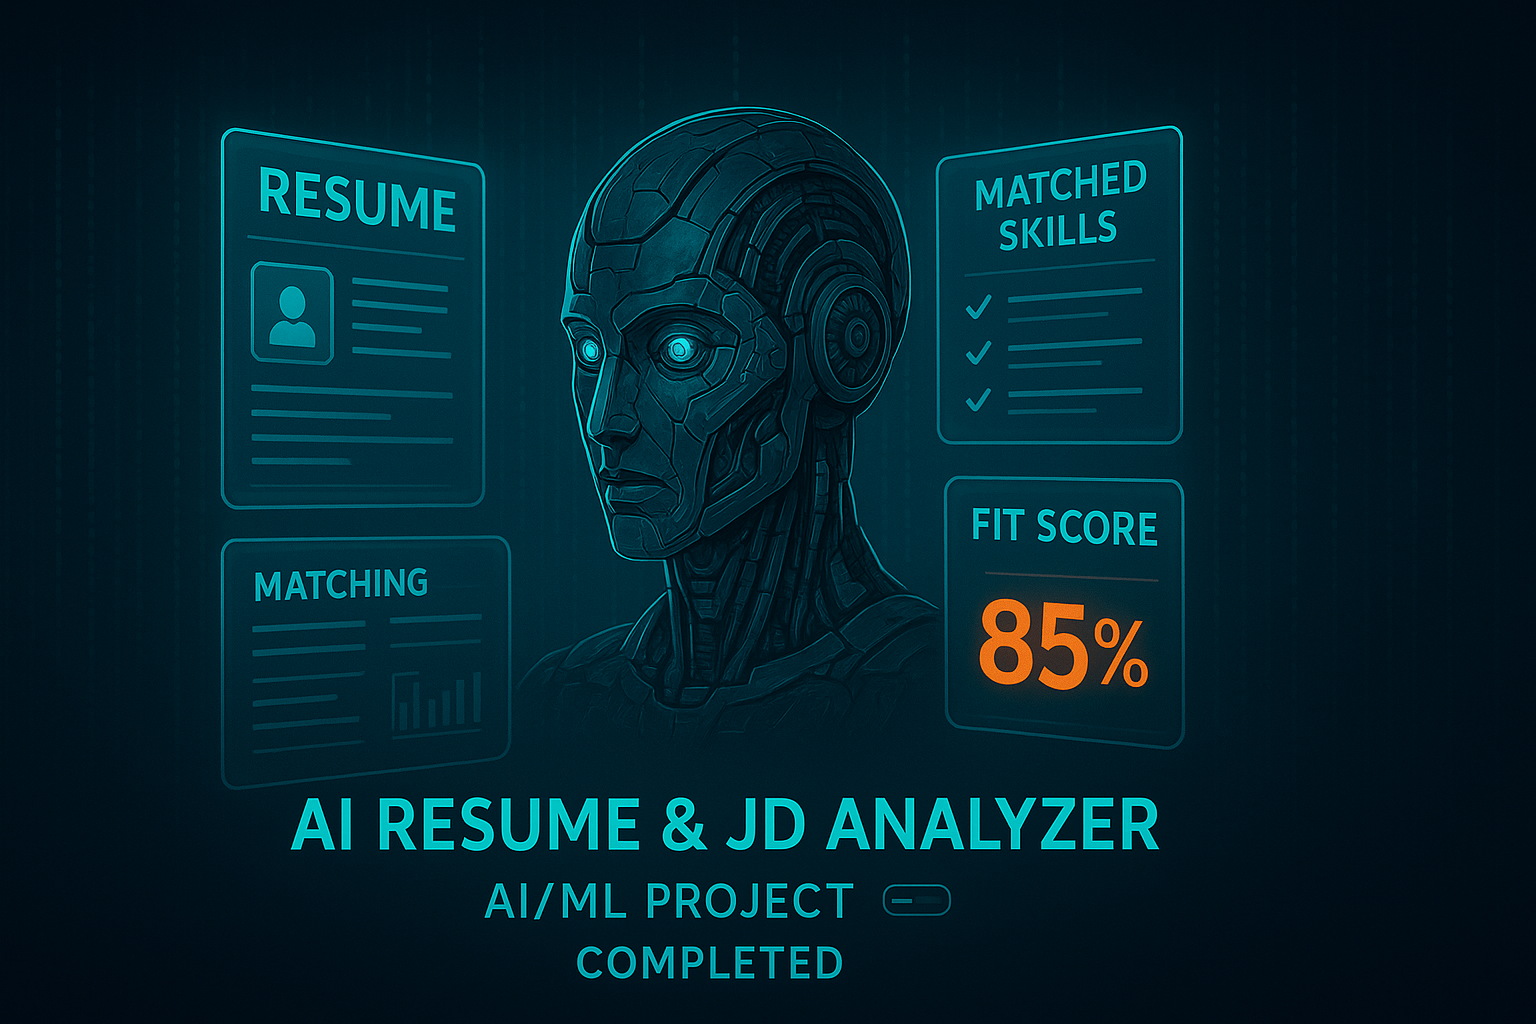 RESUME
MATCHING
MATCHED
SKILLS
FIT SCORE
85%
AI RESUME & JD ANALYZER
AI/ML PROJECT
COMPLETED